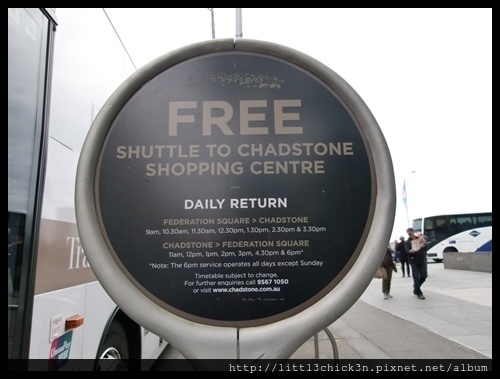 FREE
SHUTTLE TO CHADSTONE
SHOPPING CENTRE
DAILY RETURN
FEDERATION SQUARE > CHADSTONE
9am, 10.30am, 11.30am, 12.30pm, 1.30pm, 2.30pm & 3.30pm
CHADSTONE > FEDERATION SQUARE
11am, 12pm, 1pm, 2pm, 3pm, 4.30pm & 6pm*
*Note: The 6pm service operates all days except Sunday
Timetable subject to change.
For further enquiries call 9567 1050
or visit www.chadstone.com.au
Tra
http://littl3chick3n.pixnet.net/album